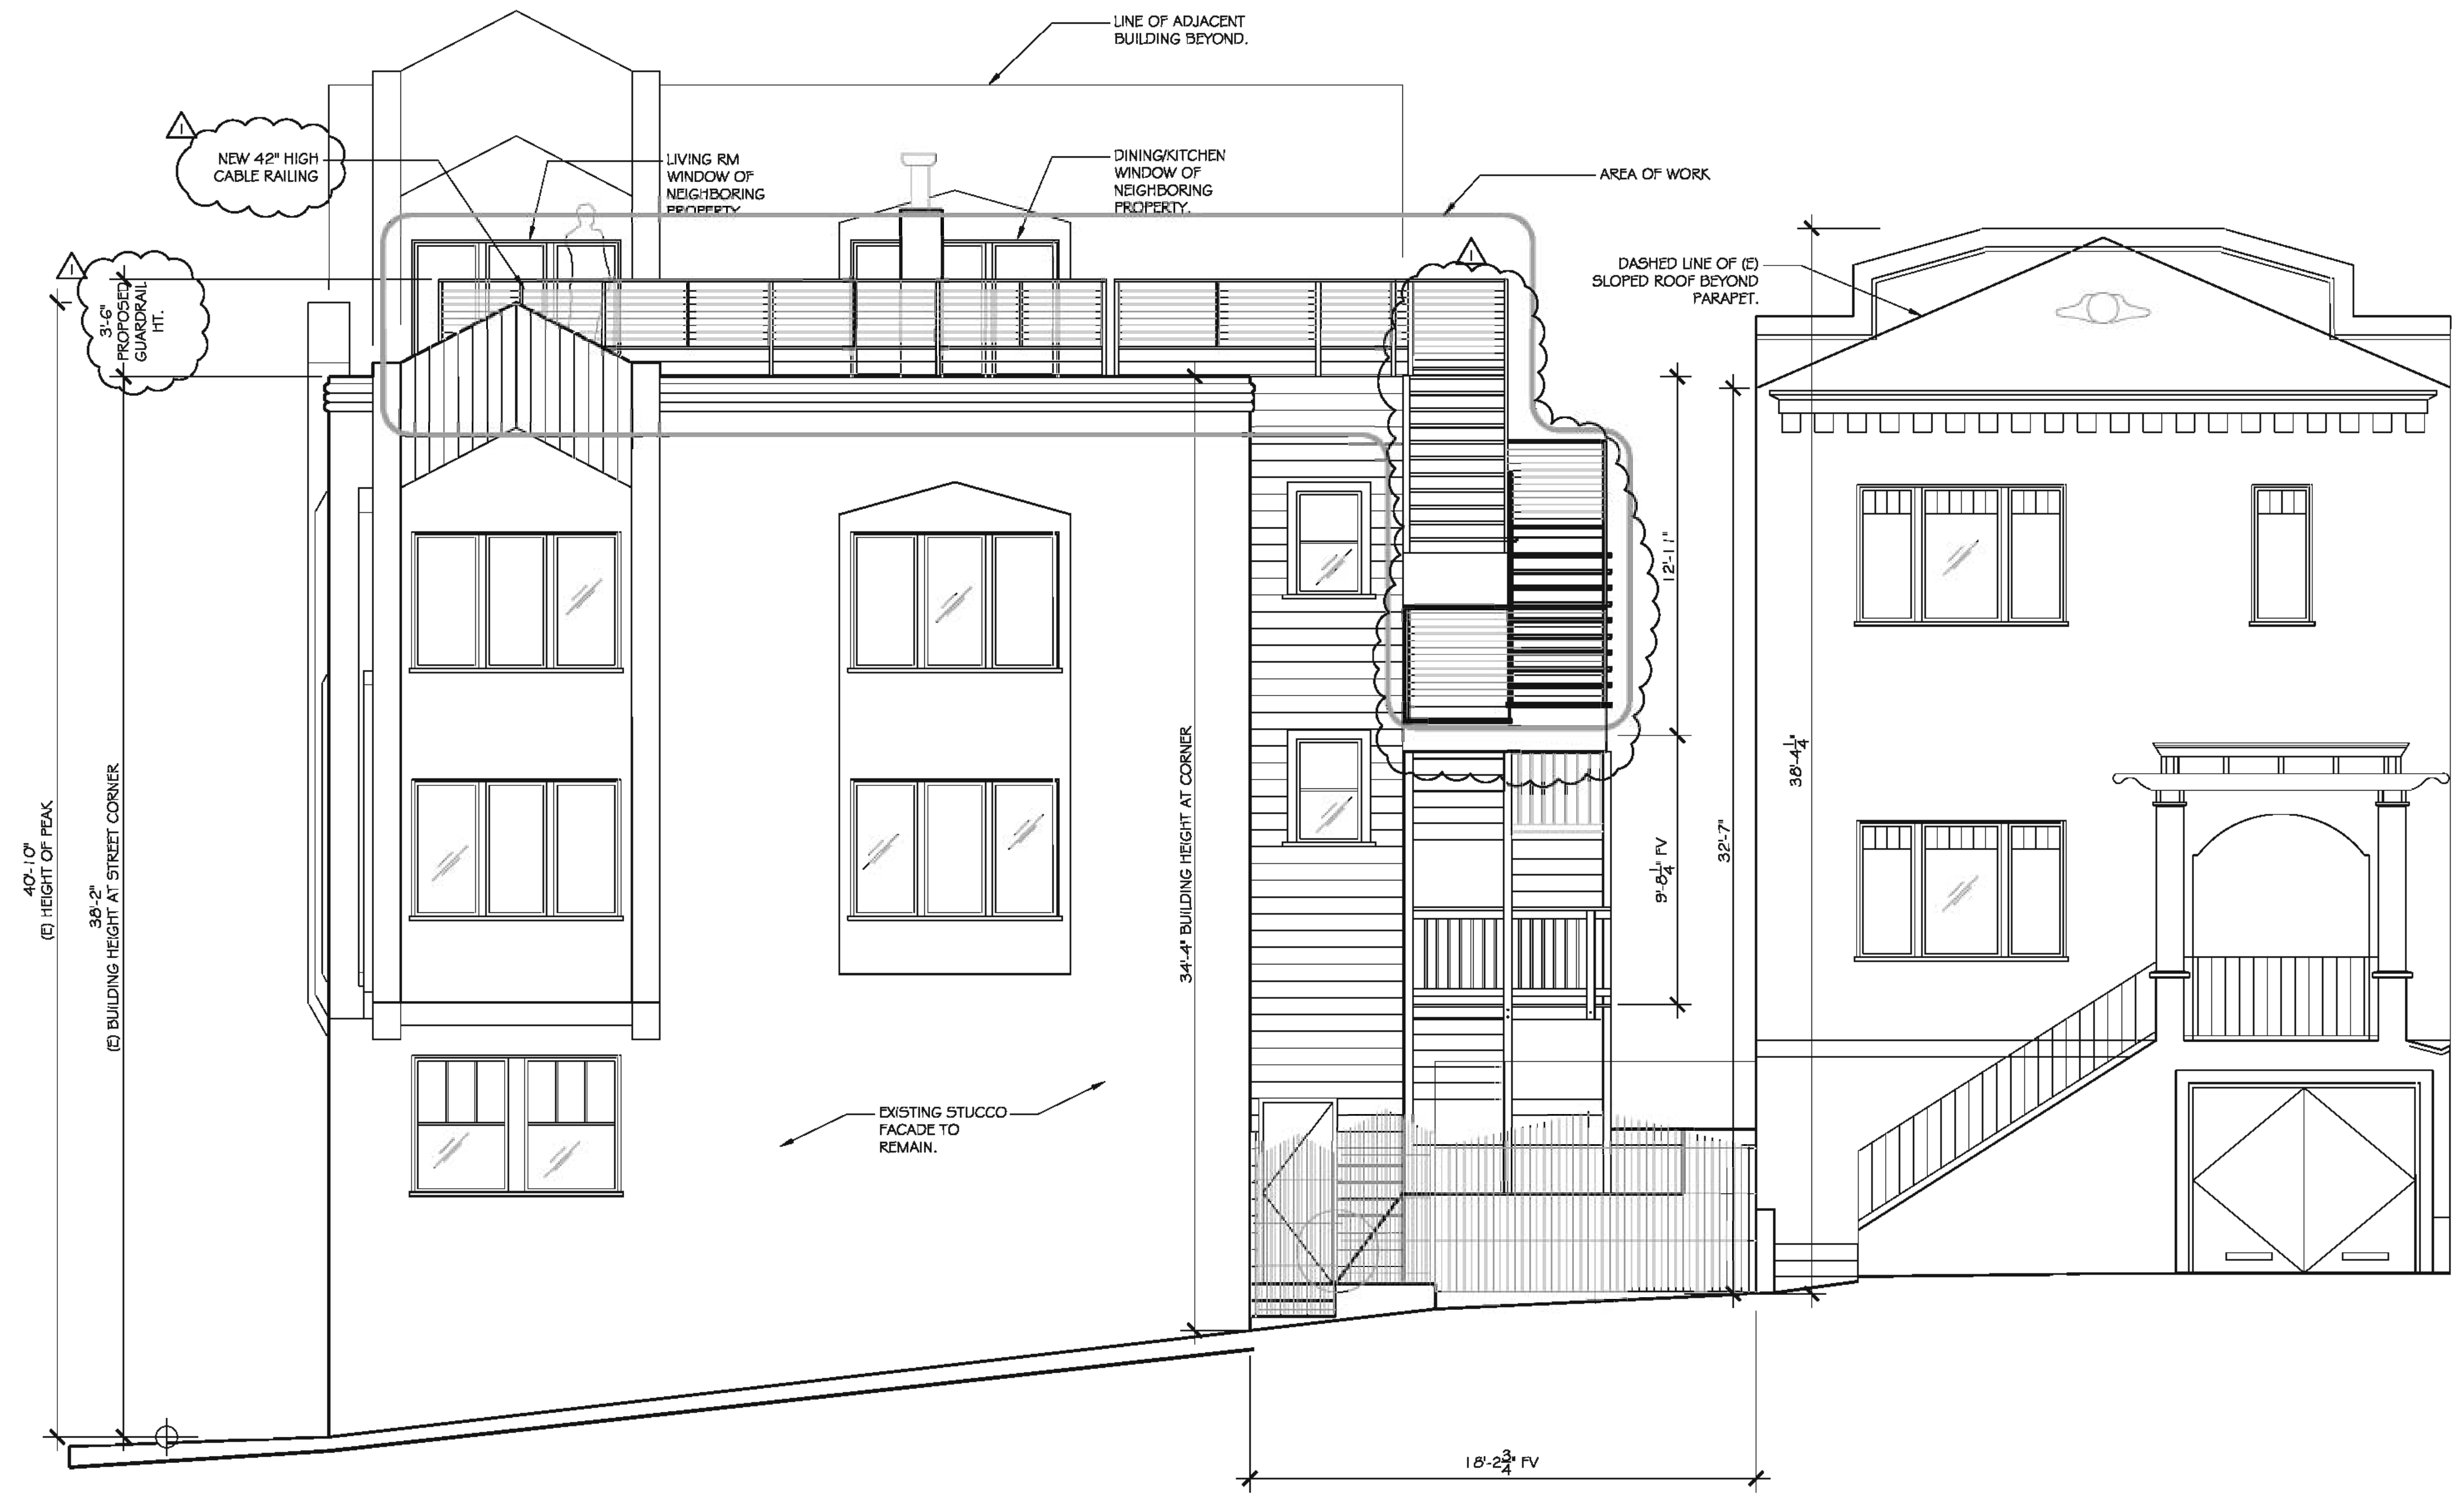 LINE OF ADJACENT
BUILDING BEYOND.
1
NEW 42" HIGH
CABLE RAILING
LIVING RM
WINDOW OF
NEIGHBORING
PROPERTY
DINING/KITCHEN
WINDOW OF
NEIGHBORING
PROPERTY.
AREA OF WORK
1
3'-6"
PROPOSED
GUARDRAIL
HT.
1
DASHED LINE OF (E)
SLOPED ROOF BEYOND
PARAPET.
12'-11"
38'-4 1/4"
40'-10"
(E) HEIGHT OF PEAK
38'-2"
(E) BUILDING HEIGHT AT STREET CORNER
34'-4" BUILDING HEIGHT AT CORNER
9'-8 1/4" FV
32'-7"
EXISTING STUCCO
FACADE TO
REMAIN.
18'-2 3/4" FV